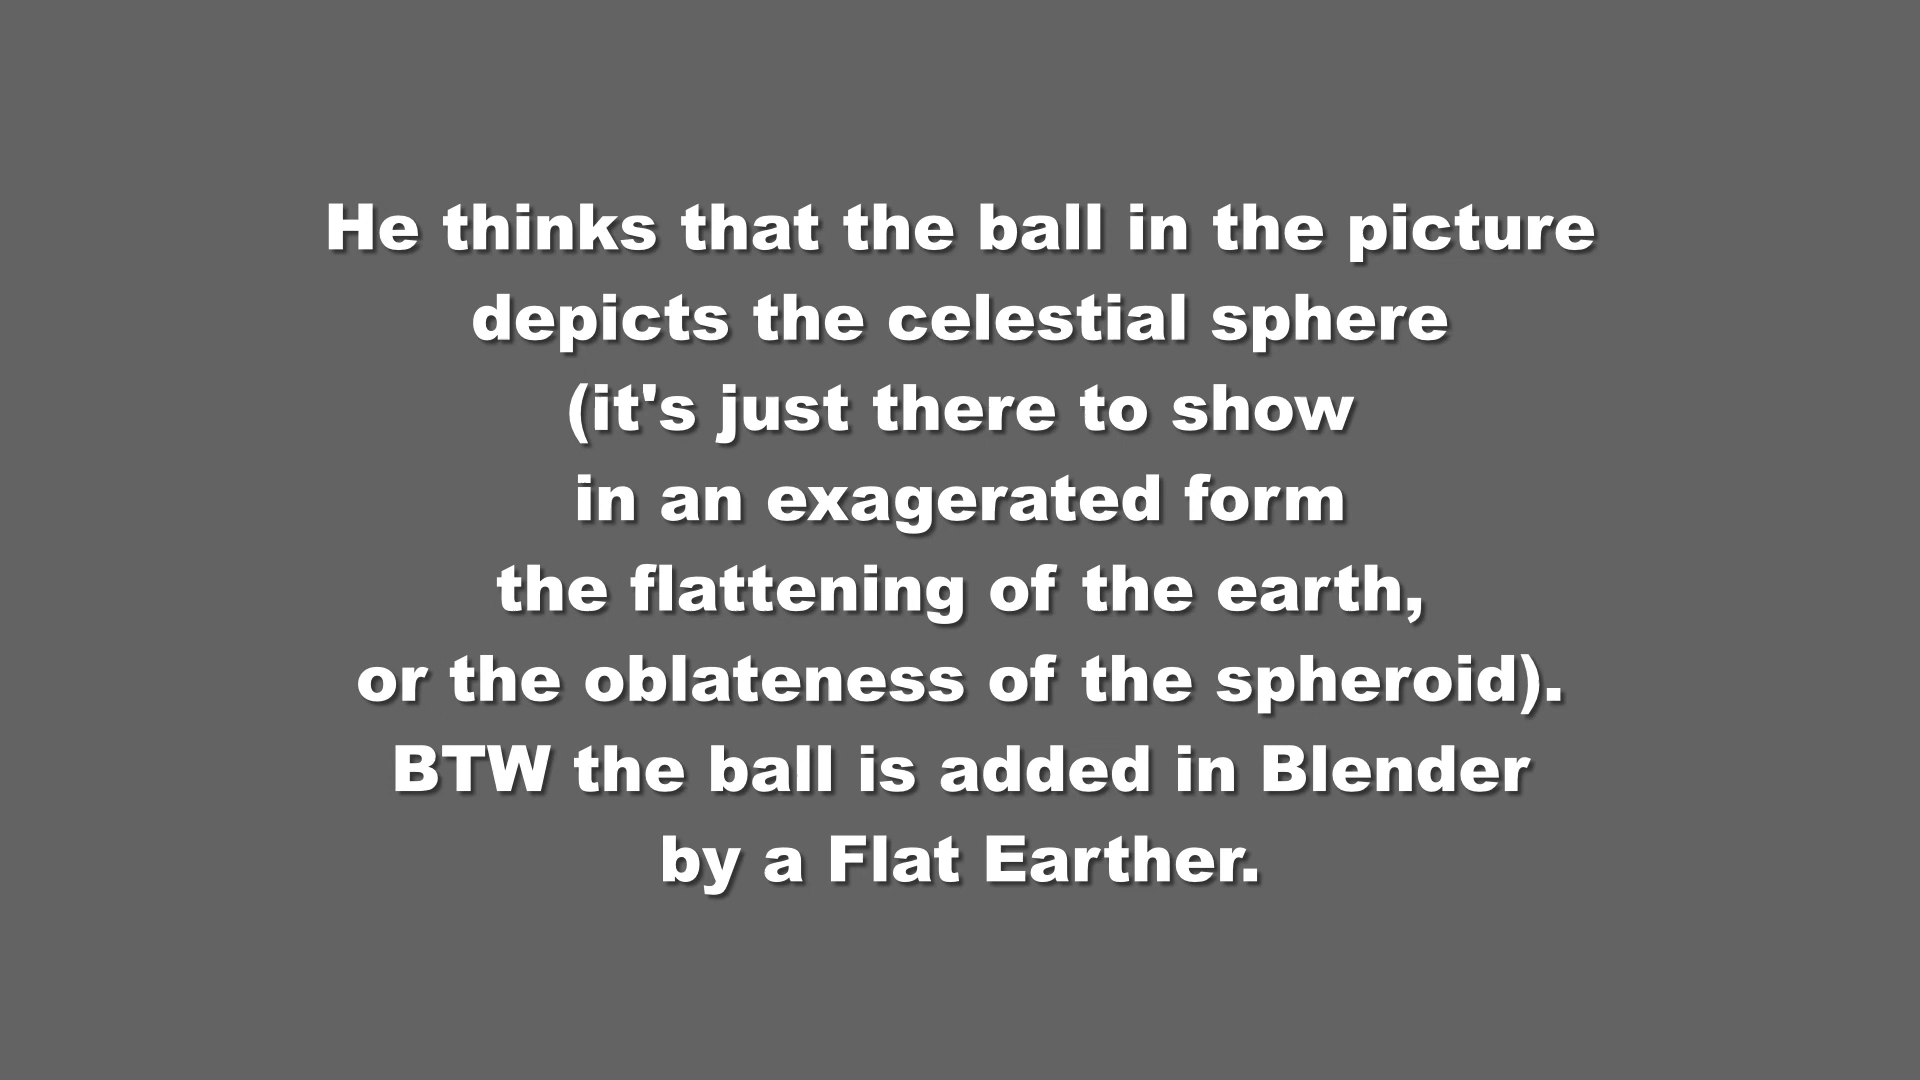 He thinks that the ball in the picture
depicts the celestial sphere
(it's just there to show
in an exagerated form
the flattening of the earth,
or the oblateness of the spheroid).
BTW the ball is added in Blender
by a Flat Earther.